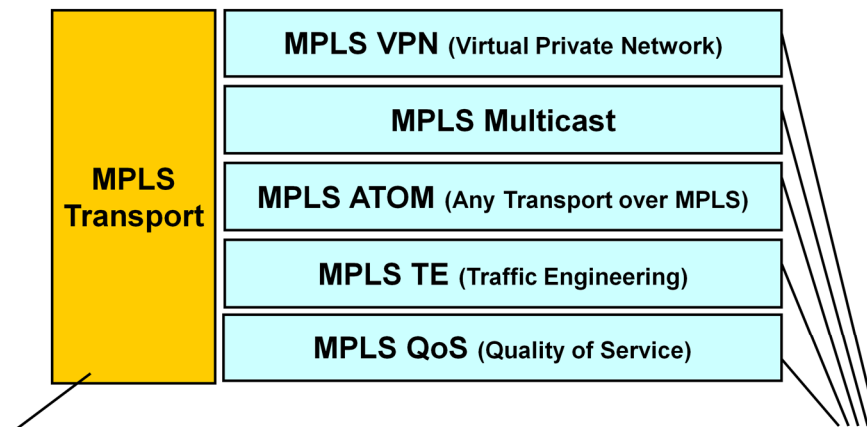 MPLS VPN (Virtual Private Network)
MPLS Multicast
MPLS
Transport
MPLS ATOM (Any Transport over MPLS)
MPLS TE (Traffic Engineering)
MPLS QoS (Quality of Service)